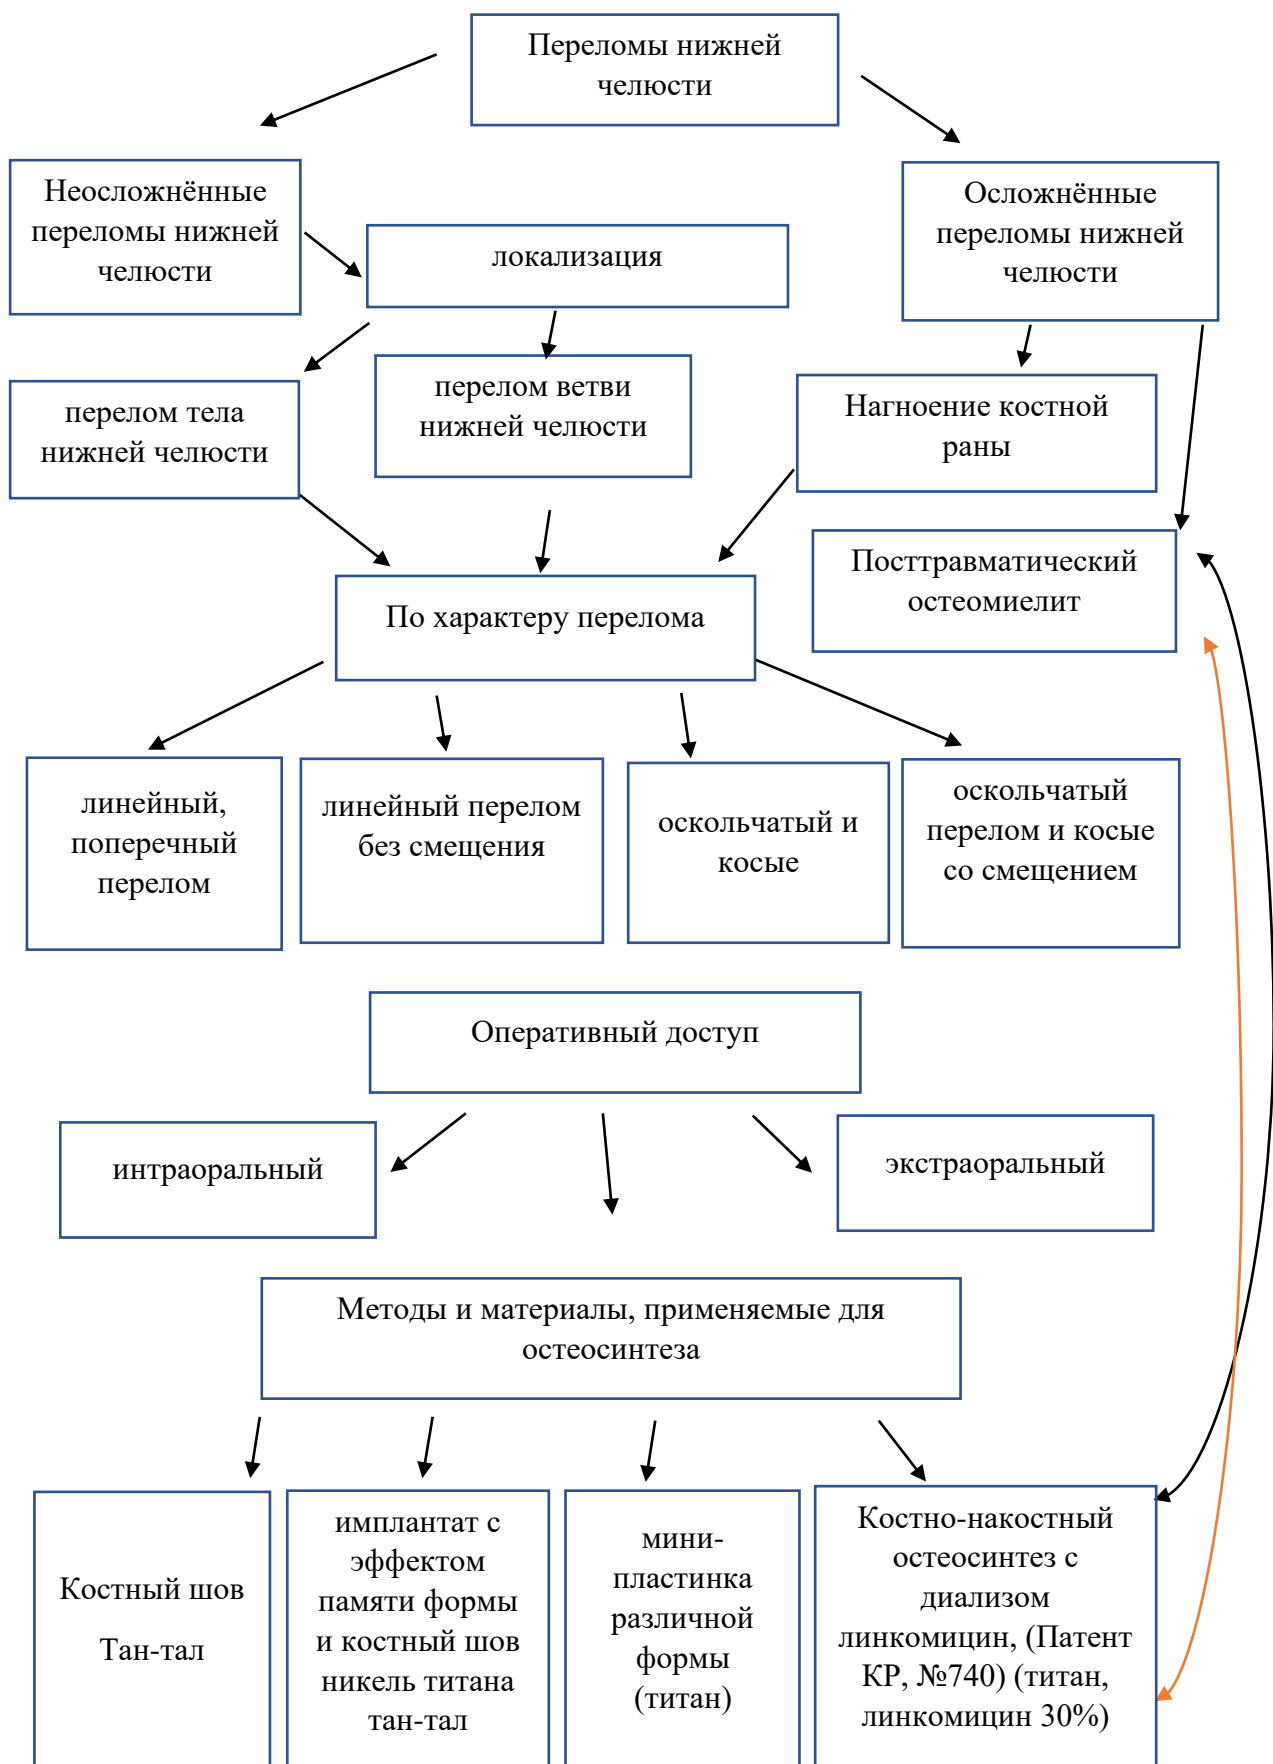 Переломы нижней
челюсти
Неосложнённые
переломы нижней
челюсти
Осложнённые
переломы нижней
челюсти
локализация
перелом тела
нижней челюсти
перелом ветви
нижней челюсти
Нагноение костной
раны
Посттравматический
остеомиелит
По характеру перелома
линейный,
поперечный
перелом
линейный перелом
без смещения
оскольчатый и
косые
оскольчатый
перелом и косые
со смещением
Оперативный доступ
интраоральный
экстраоральный
Методы и материалы, применяемые для
остеосинтеза
Костный шов
Тан-тал
имплантат с
эффектом
памяти формы
и костный шов
никель титана
тан-тал
мини-
пластинка
различной
формы
(титан)
Костно-накостный
остеосинтез с
диализом
линкомицин, (Патент
КР, №740) (титан,
линкомицин 30%)